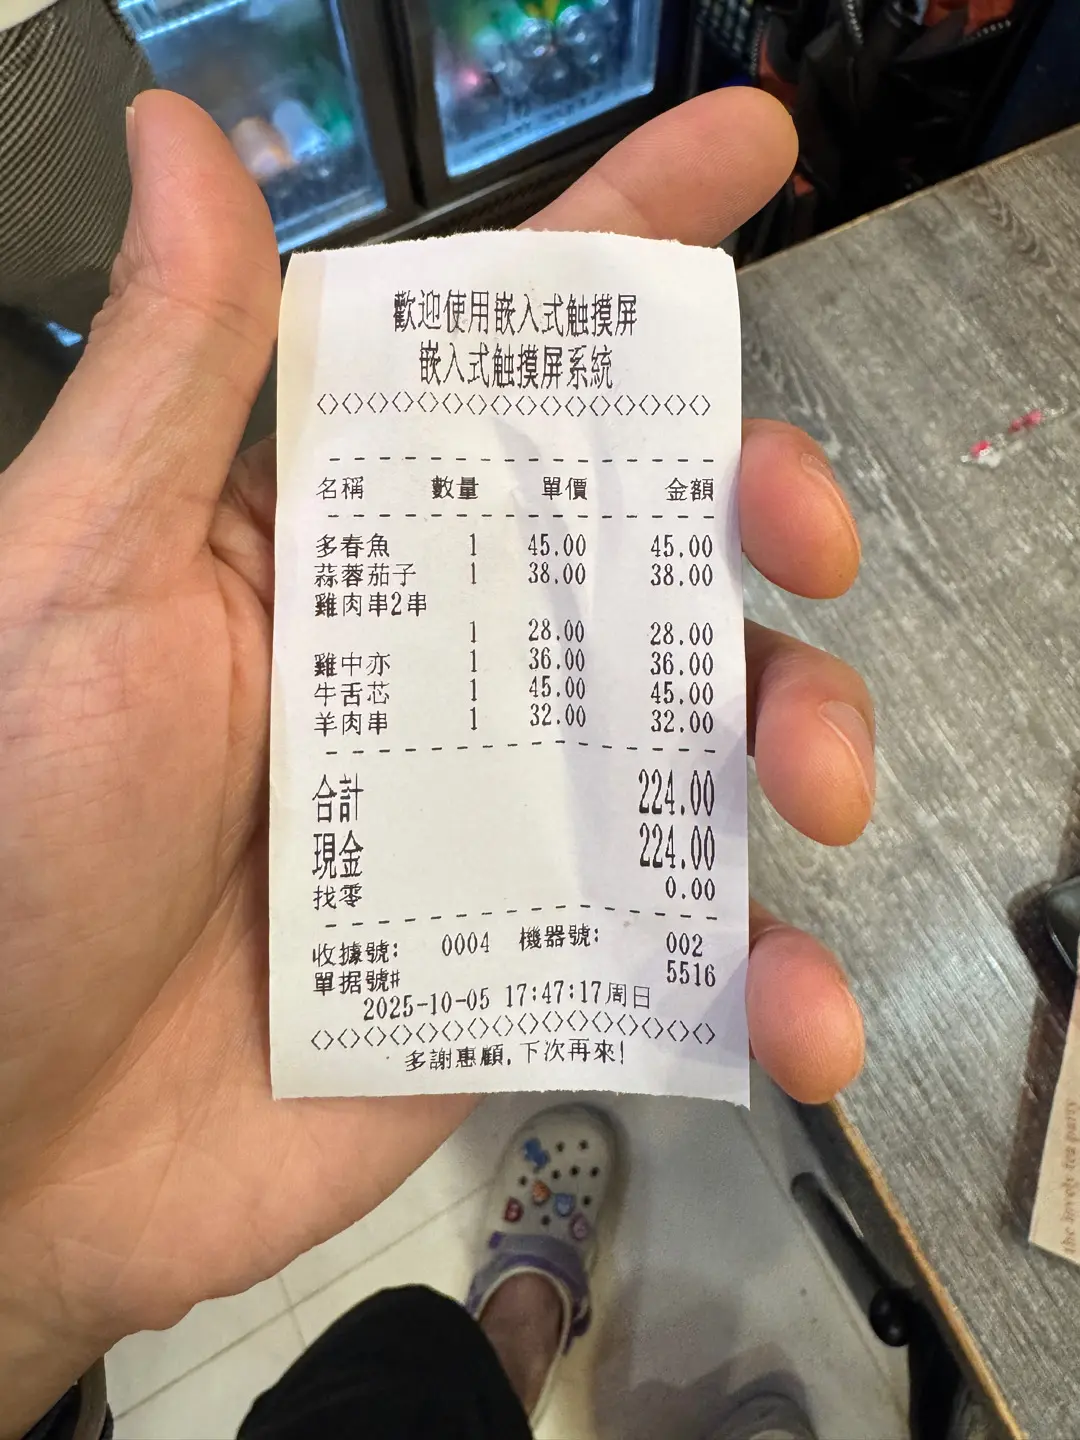 歡迎使用嵌入式触摸屏
嵌入式触摸屏系統
名稱 數量 單價 金額
多春魚 1 45.00 45.00
蒜蓉茄子 1 38.00 38.00
雞肉串2串
1 28.00 28.00
雞中亦 1 36.00 36.00
牛舌芯 1 45.00 45.00
羊肉串 1 32.00 32.00
合計 224.00
現金 224.00
找零 0.00
收據號: 0004 機器號: 002
單据號# 5516
2025-10-05 17:47:17周日
多謝惠顧,下次再來!
the lovely tea party